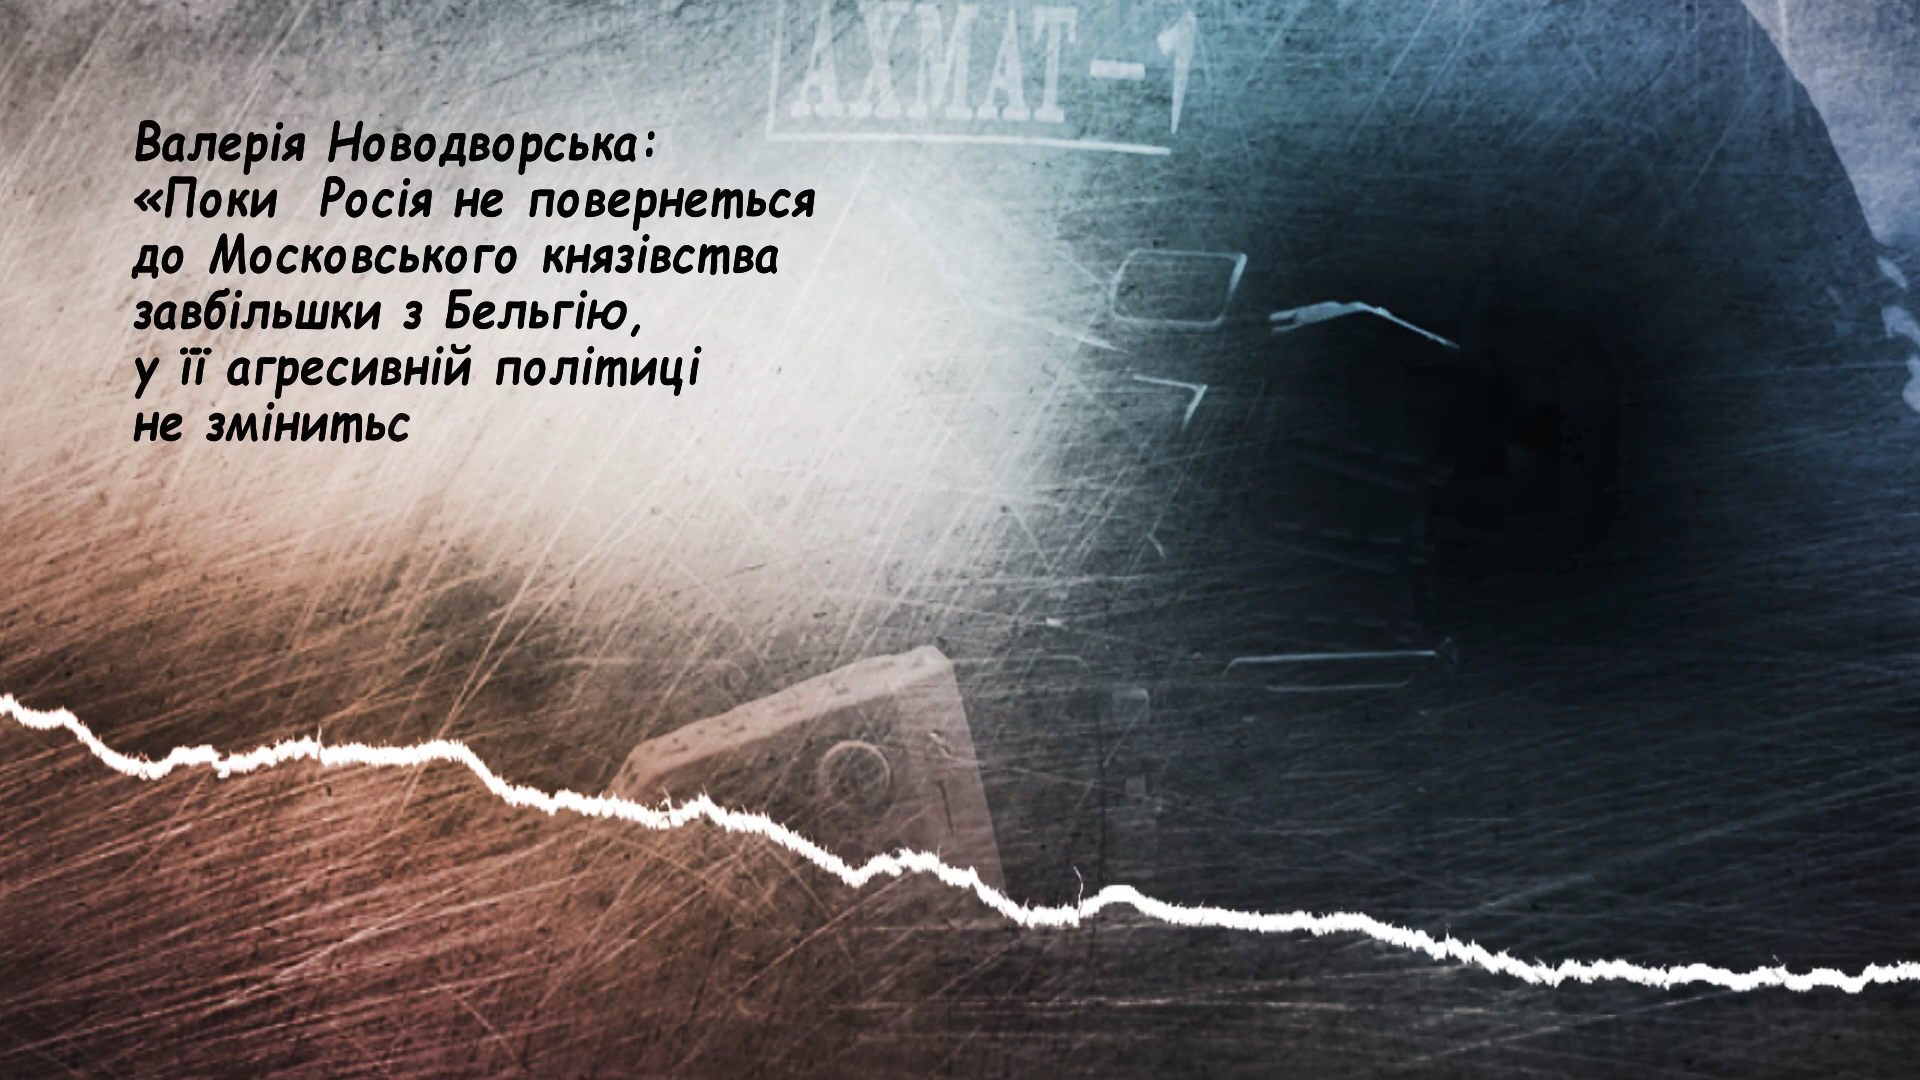 АХМАТ-1
Валерія Новодворська:
«Поки Росія не повернеться
до Московського князівства
завбільшки з Бельгію,
у її агресивній політиці
не змінитьс